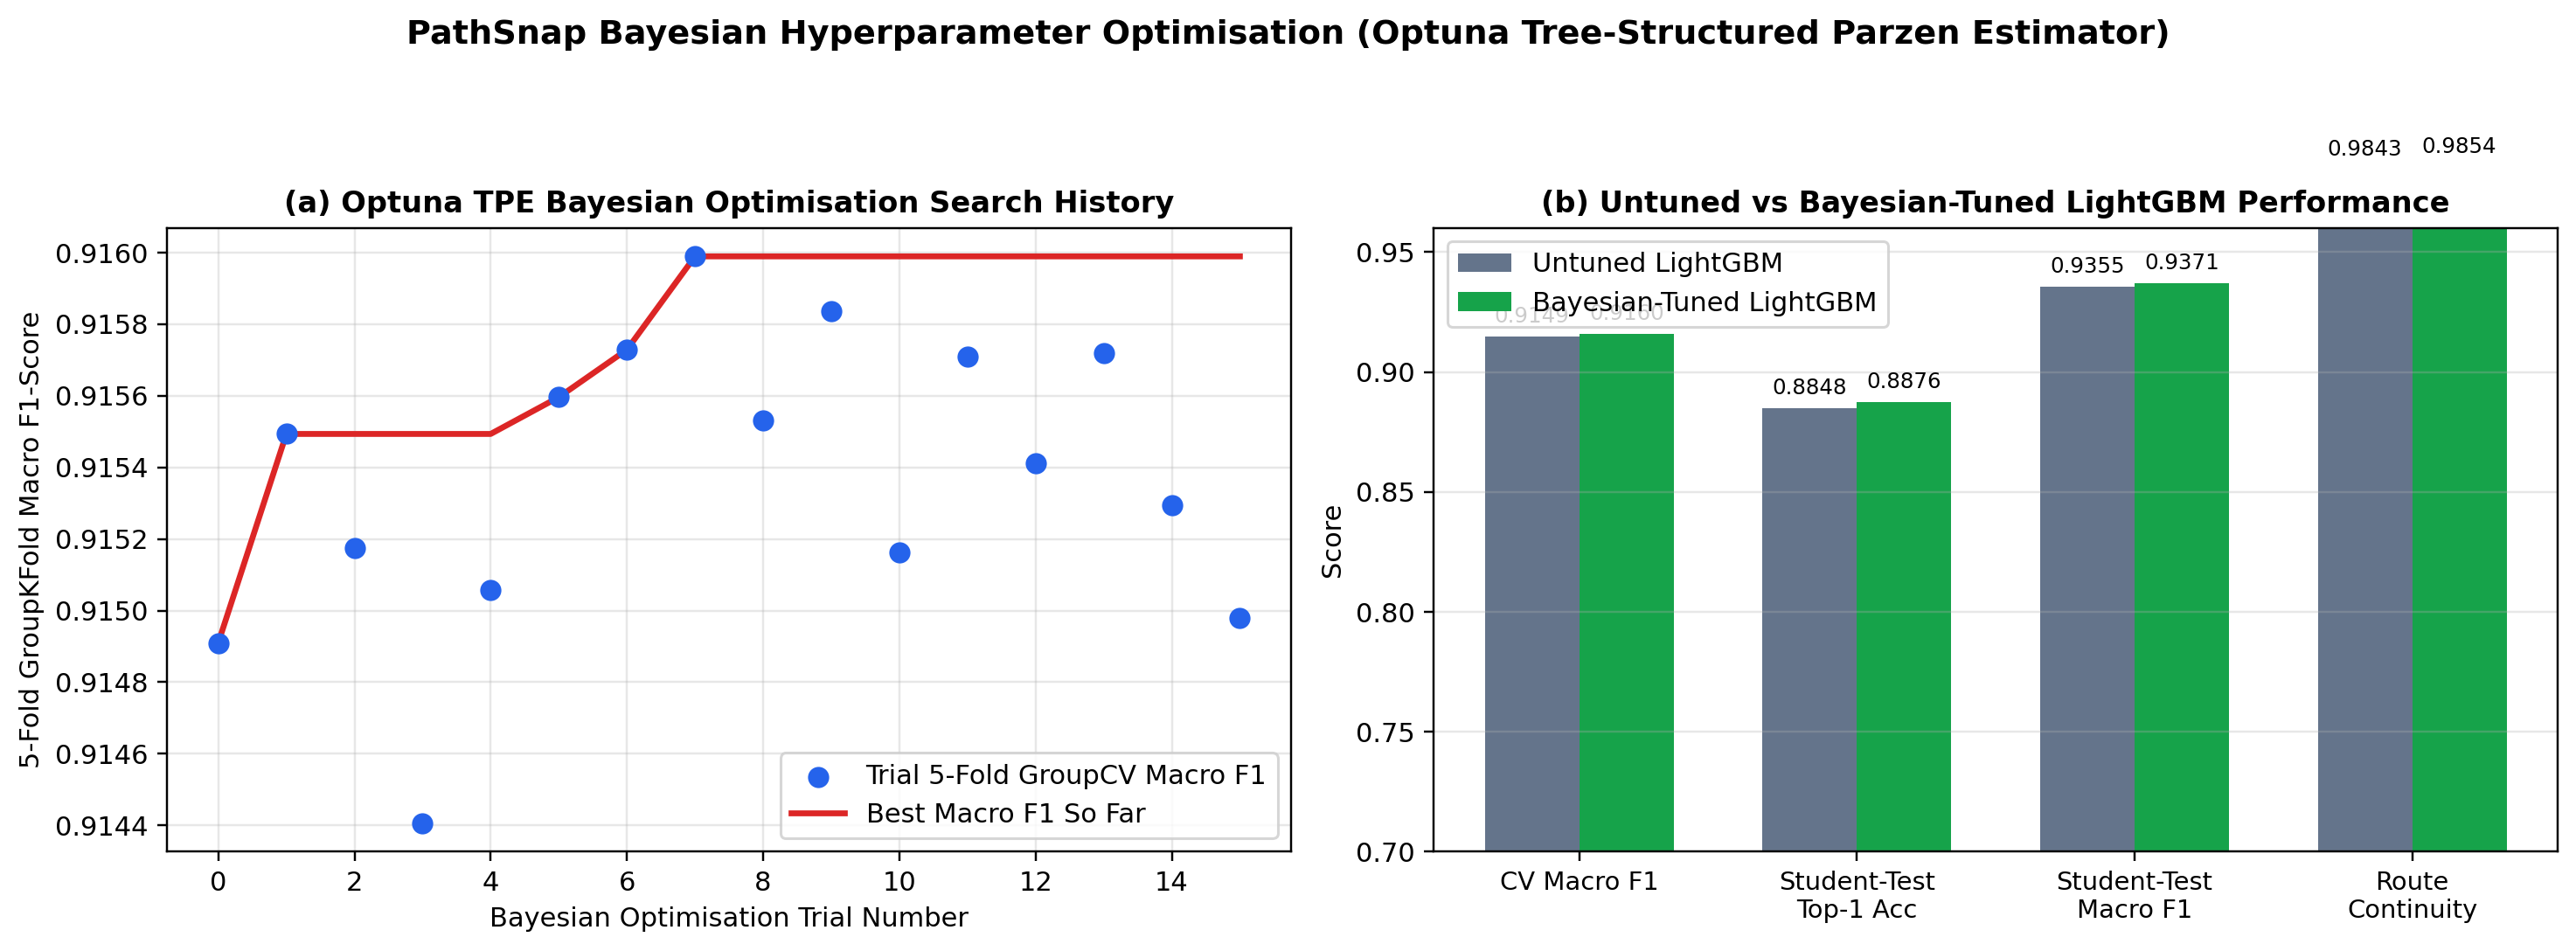 PathSnap Bayesian Hyperparameter Optimisation (Optuna Tree-Structured Parzen Estimator)
(a) Optuna TPE Bayesian Optimisation Search History
5-Fold GroupKFold Macro F1-Score
0.9160
0.9158
0.9156
0.9154
0.9152
0.9150
0.9148
0.9146
0.9144
Trial 5-Fold GroupCV Macro F1
Best Macro F1 So Far
0 2 4 6 8 10 12 14
Bayesian Optimisation Trial Number
0.9843 0.9854
(b) Untuned vs Bayesian-Tuned LightGBM Performance
Score
0.95
0.90
0.85
0.80
0.75
0.70
Untuned LightGBM
Bayesian-Tuned LightGBM
0.9149 0.9160
0.8848 0.8876
0.9355 0.9371
CV Macro F1
Student-Test
Top-1 Acc
Student-Test
Macro F1
Route
Continuity